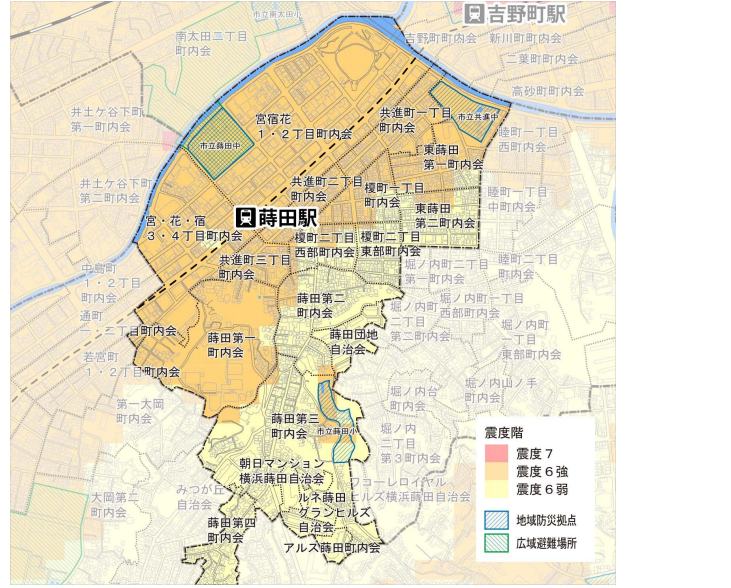 市立南太田小
吉野町駅
南太田二丁目
町内会
吉野町町内会
新川町町内会
二葉町町内会
高砂町町内会
井土ケ谷下町
第一町内会
宮宿花
1・2丁目町内会
共進町一丁目
町内会
市立共進中
市立蒔田中
睦町一丁目
西町内会
東蒔田
第一町内会
井土ケ谷下町
第二町内会
共進町二丁目
町内会
榎町一丁目
町内会
睦町一丁目
中町内会
東蒔田
第二町内会
蒔田駅
宮・花・宿
3・4丁目町内会
榎町二丁目
西部町内会
榎町二丁目
東部町内会
共進町三丁目
町内会
堀ノ内町二丁目
第一町内会
睦町二丁目
町内会
中島町
1・2丁目
町内会
蒔田第二
町内会
堀ノ内町一丁目
西部町内会
通町
一・二丁目町内会
蒔田第一
町内会
蒔田団地
自治会
堀ノ内町
二丁目
第二町内会
堀ノ内町
一丁目
東部町内会
若宮町
1・2丁目町内会
堀ノ内台
町内会
堀ノ内山ノ手
町内会
第一大岡
町内会
蒔田第三
町内会
市立蒔田小
堀ノ内
二丁目
第3町内会
朝日マンション
横浜蒔田自治会
ワコーレロイヤル
ヒルズ横浜蒔田自治会
大岡第二
町内会
みつが丘
自治会
ルネ蒔田
グランヒルズ
自治会
蒔田第四
町内会
アルス蒔田町内会
震度階
震度7
震度6強
震度6弱
地域防災拠点
広域避難場所